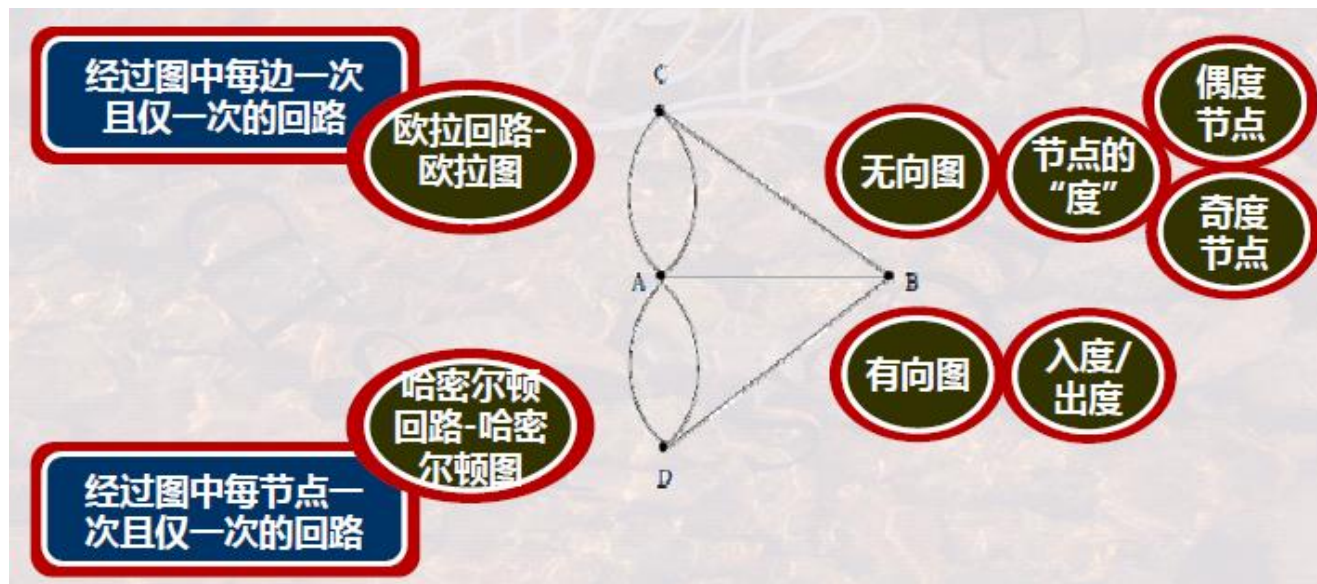 经过图中每边一次
且仅一次的回路
欧拉回路-
欧拉图
C
A
B
D
无向图
节点的
“度”
偶度
节点
奇度
节点
有向图
入度/
出度
哈密尔顿
回路-哈密
尔顿图
经过图中每节点一
次且仅一次的回路